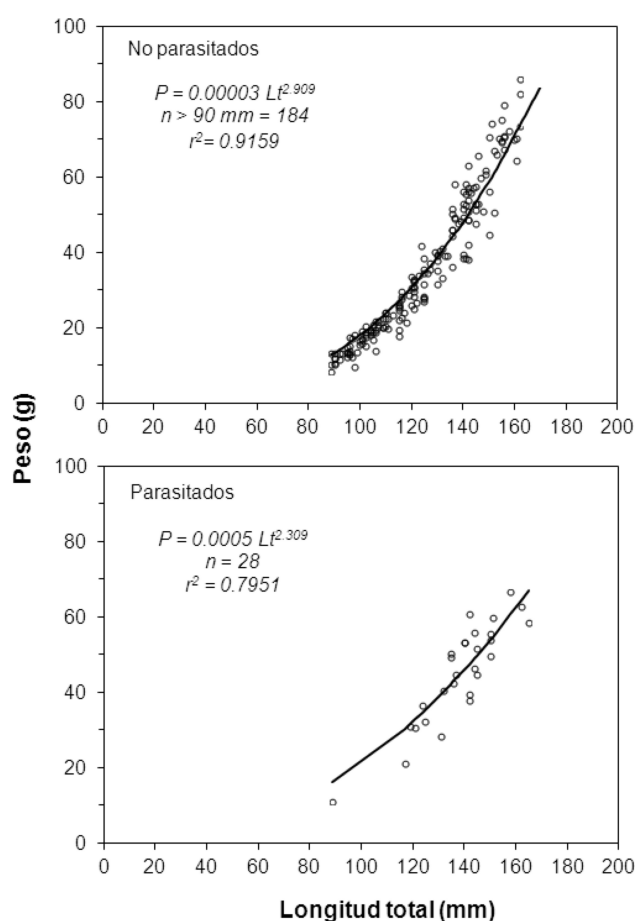 100
No parasitados
P = 0.00003 Lt^2.909
n > 90 mm = 184
r^2= 0.9159
80
60
40
20
0
0 20 40 60 80 100 120 140 160 180 200
Peso (g)
100
Parasitados
P = 0.0005 Lt^2.309
n = 28
r^2 = 0.7951
80
60
40
20
0
0 20 40 60 80 100 120 140 160 180 200
Longitud total (mm)